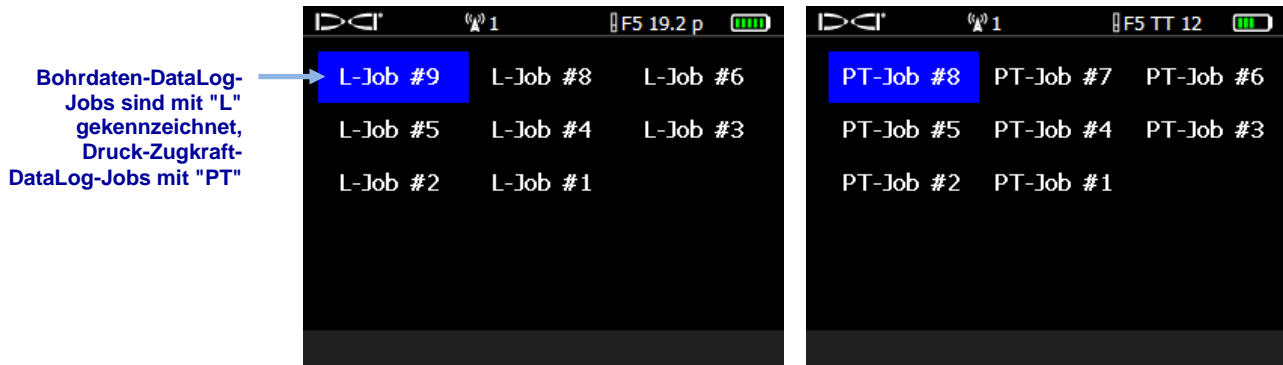 Bohrdaten-DataLog-
Jobs sind mit "L"
gekennzeichnet,
Druck-Zugkraft-
DataLog-Jobs mit "PT"
DCI 1 F5 19.2 p
L-Job #9 L-Job #8 L-Job #6
L-Job #5 L-Job #4 L-Job #3
L-Job #2 L-Job #1
DCI 1 F5 TT 12
PT-Job #8 PT-Job #7 PT-Job #6
PT-Job #5 PT-Job #4 PT-Job #3
PT-Job #2 PT-Job #1